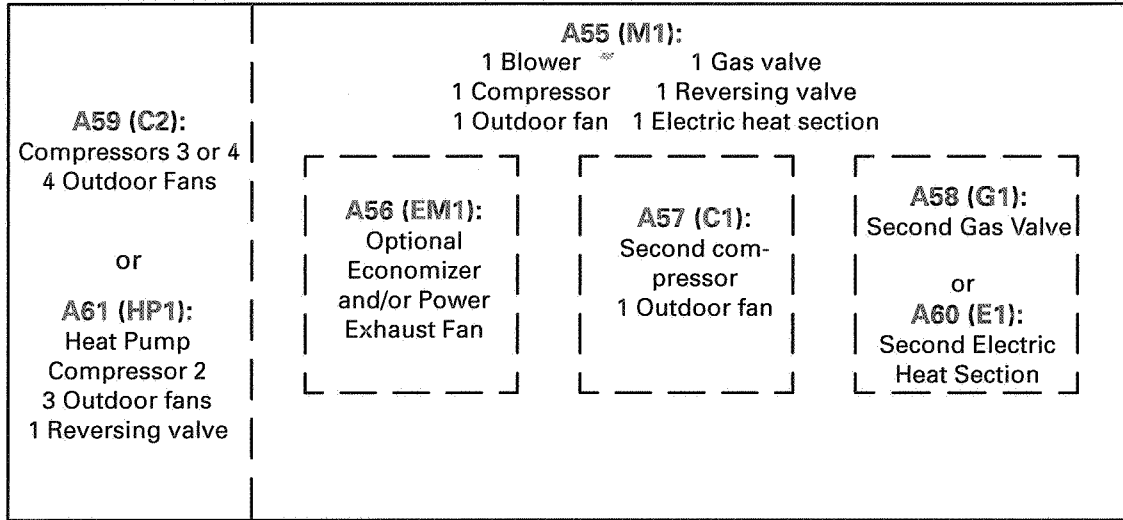 A55 (M1):
1 Blower 1 Gas valve
1 Compressor 1 Reversing valve
1 Outdoor fan 1 Electric heat section
A59 (C2):
Compressors 3 or 4
4 Outdoor Fans
or
A61 (HP1):
Heat Pump
Compressor 2
3 Outdoor fans
1 Reversing valve
A56 (EM1):
Optional
Economizer
and/or Power
Exhaust Fan
A57 (C1):
Second com-
pressor
1 Outdoor fan
A58 (G1):
Second Gas Valve
or
A60 (E1):
Second Electric
Heat Section